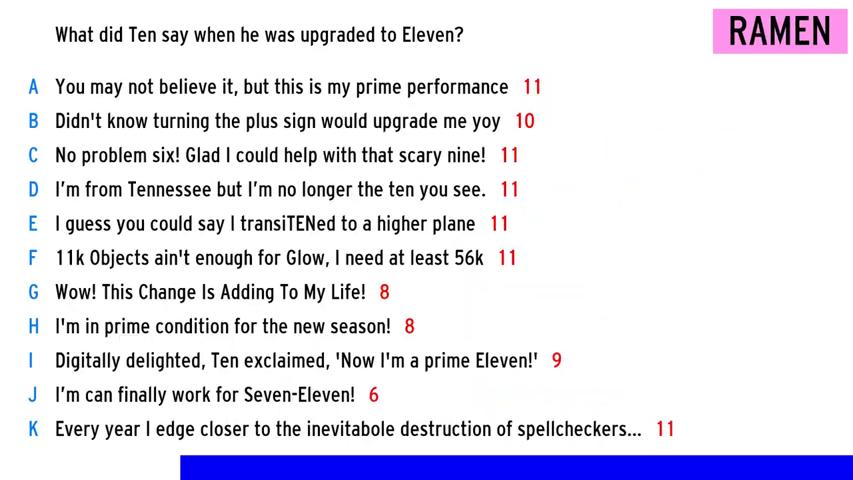 What did Ten say when he was upgraded to Eleven?
RAMEN
A You may not believe it, but this is my prime performance 11
B Didn't know turning the plus sign would upgrade me yoy 10
C No problem six! Glad I could help with that scary nine! 11
D I'm from Tennessee but I'm no longer the ten you see. 11
E I guess you could say I transiTENed to a higher plane 11
F 11k Objects ain't enough for Glow, I need at least 56k 11
G Wow! This Change Is Adding To My Life! 8
H I'm in prime condition for the new season! 8
I Digitally delighted, Ten exclaimed, 'Now I'm a prime Eleven!' 9
J I'm can finally work for Seven-Eleven! 6
K Every year I edge closer to the inevitabole destruction of spellcheckers... 11